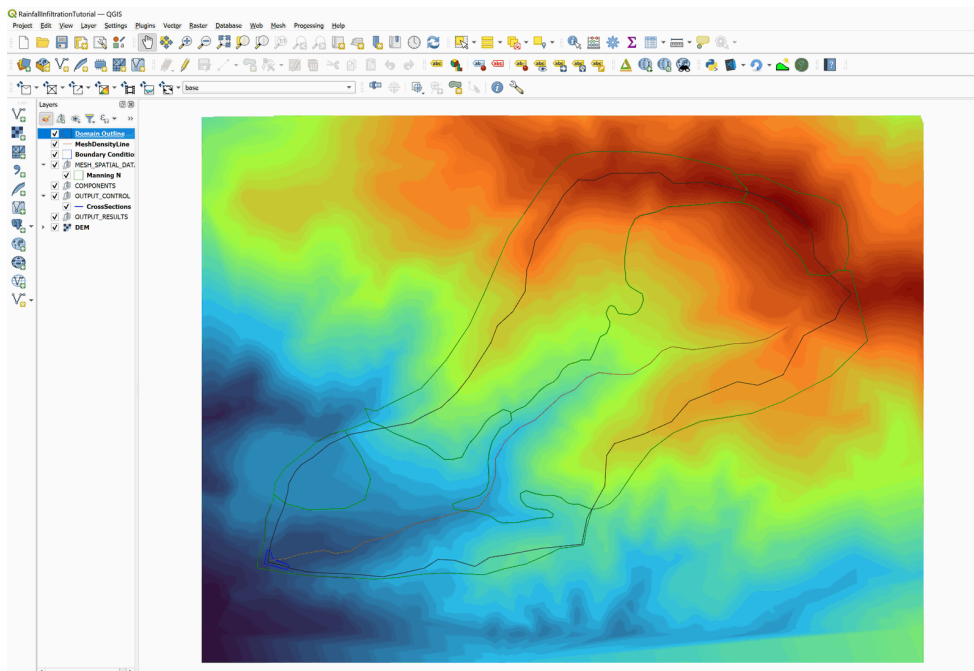 RainfallInfiltrationTutorial — QGIS
Project Edit View Layer Settings Plugins Vector Raster Database Web Mesh Processing Help
base
Layers
Domain Outline
MeshDensityLine
Boundary Conditio
MESH_SPATIAL_DAT.
Manning N
COMPONENTS
OUTPUT_CONTROL
CrossSections
OUTPUT_RESULTS
DEM